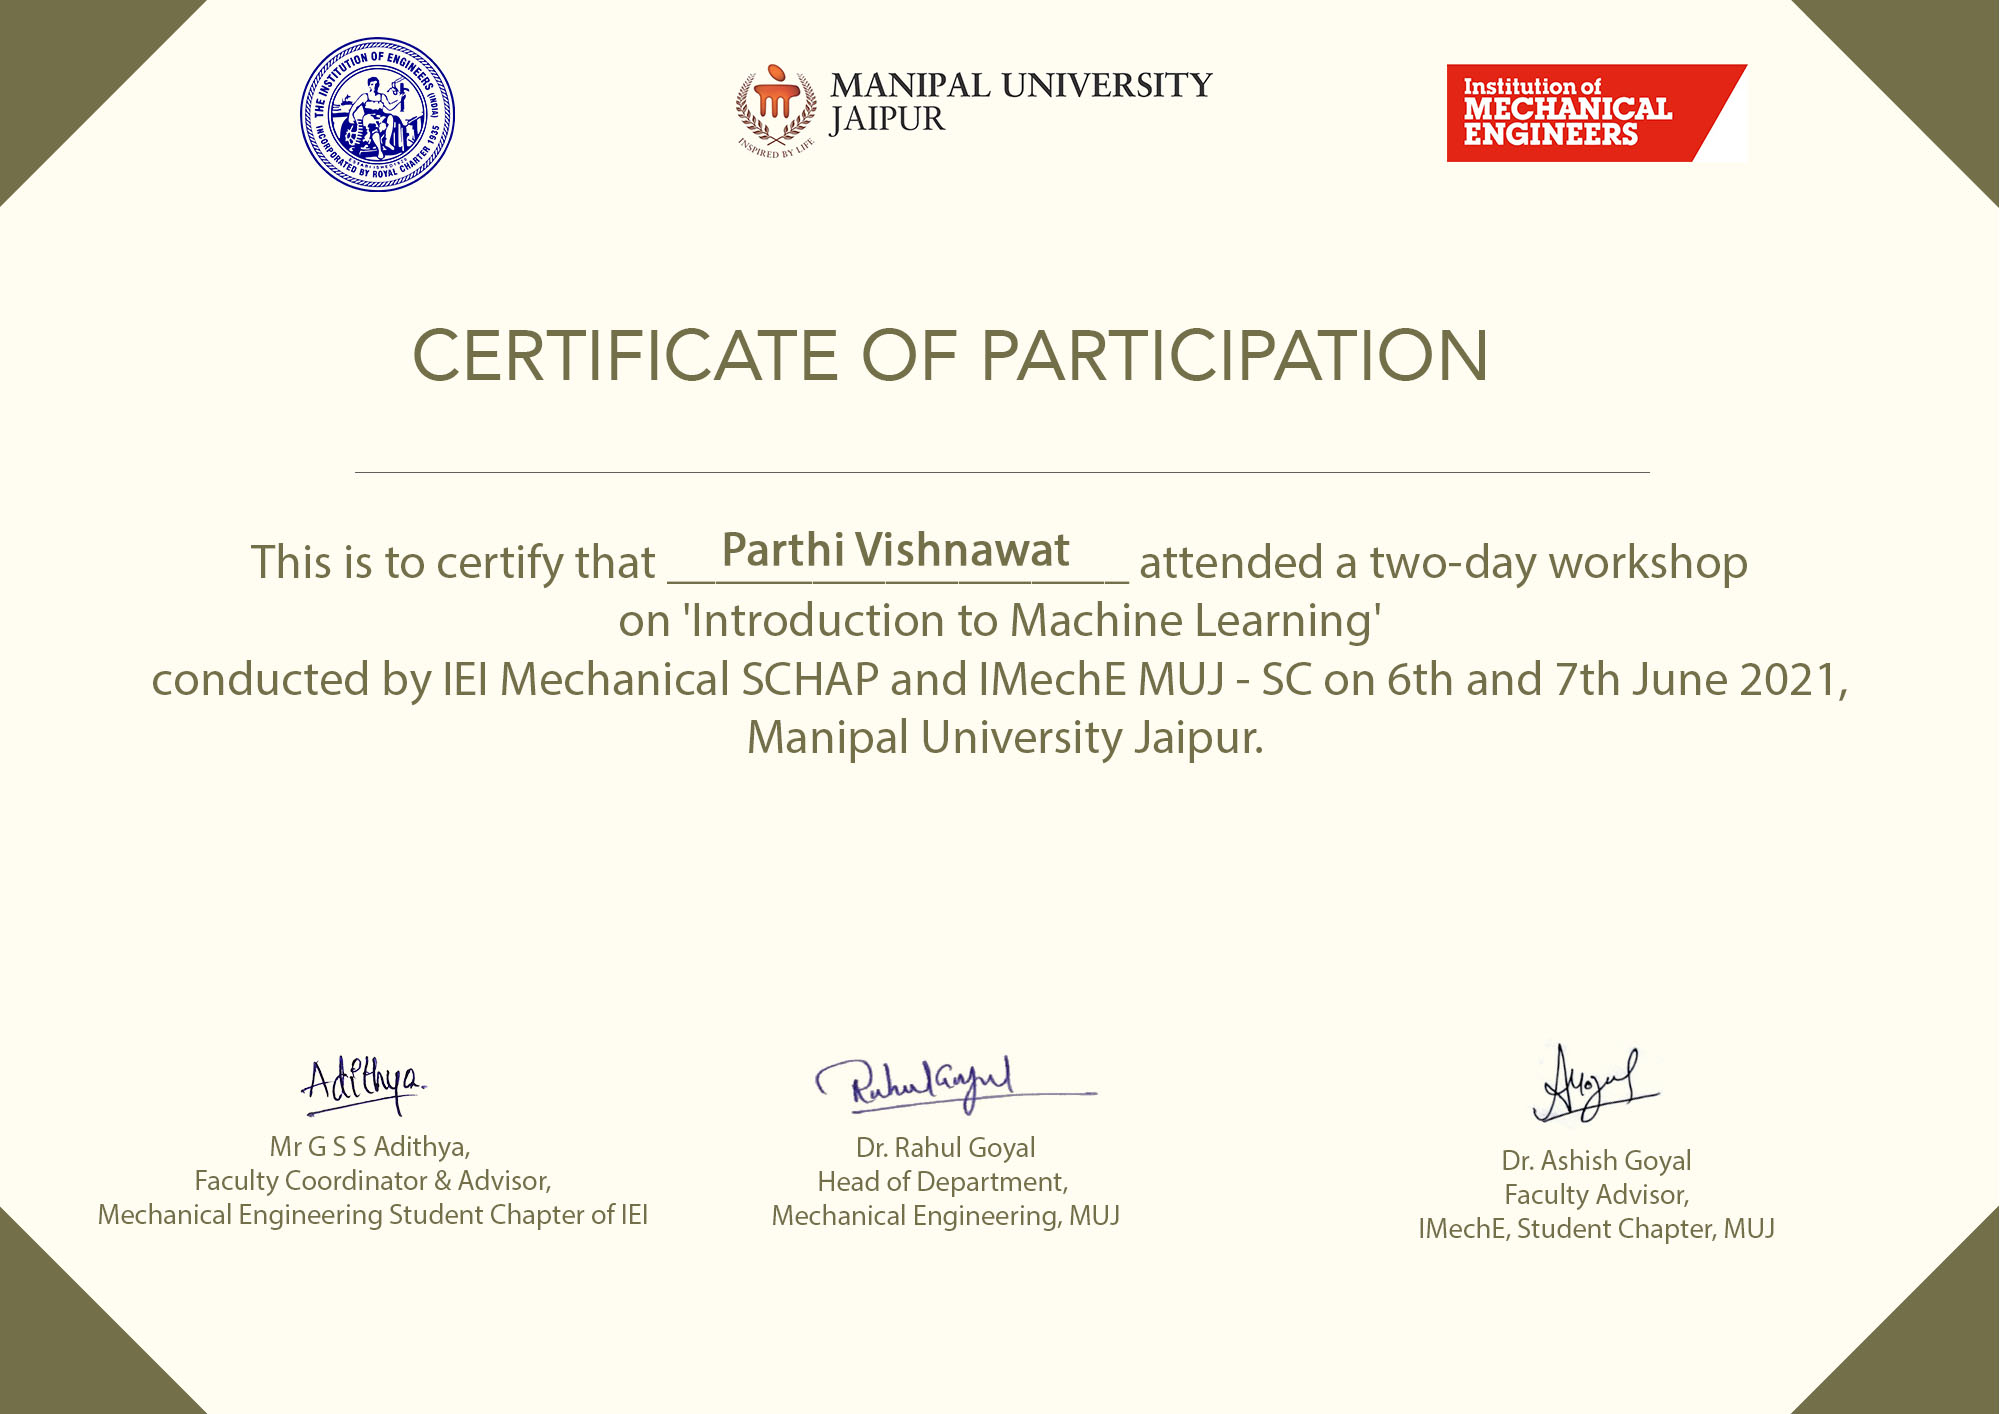 THE INSTITUTION OF ENGINEERS (INDIA)
INCORPORATED BY ROYAL CHARTER 1935
MANIPAL UNIVERSITY
JAIPUR
INSPIRED BY LIFE
Institution of
MECHANICAL
ENGINEERS
CERTIFICATE OF PARTICIPATION
This is to certify that Parthi Vishnawat attended a two-day workshop
on 'Introduction to Machine Learning'
conducted by IEI Mechanical SCHAP and IMechE MUJ - SC on 6th and 7th June 2021,
Manipal University Jaipur.
Adithya.
Rahul Goyal
Mr G S S Adithya,
Faculty Coordinator & Advisor,
Mechanical Engineering Student Chapter of IEI
Dr. Rahul Goyal
Head of Department,
Mechanical Engineering, MUJ
Dr. Ashish Goyal
Faculty Advisor,
IMechE, Student Chapter, MUJ